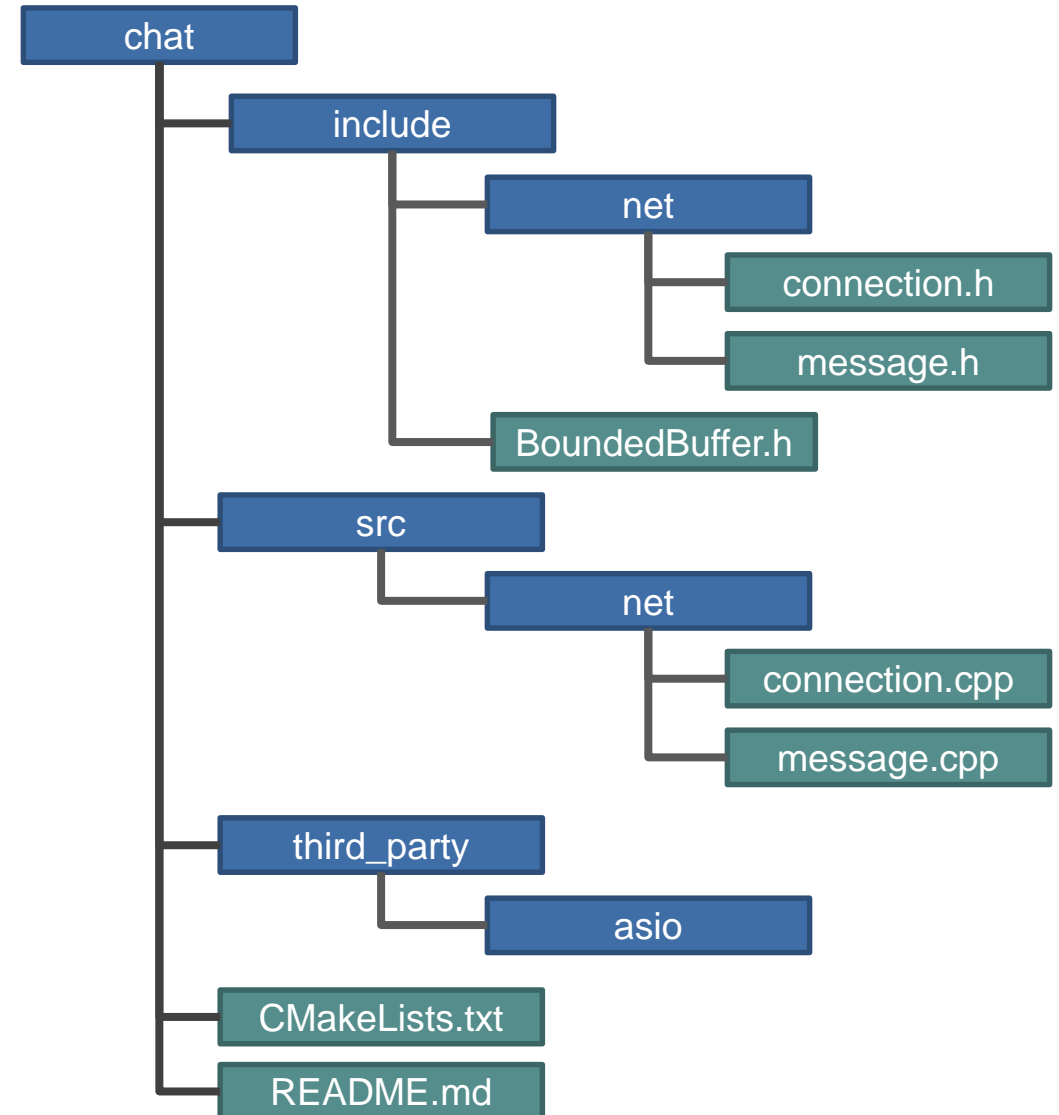 chat
include
net
connection.h
message.h
BoundedBuffer.h
src
net
connection.cpp
message.cpp
third_party
asio
CMakeLists.txt
README.md